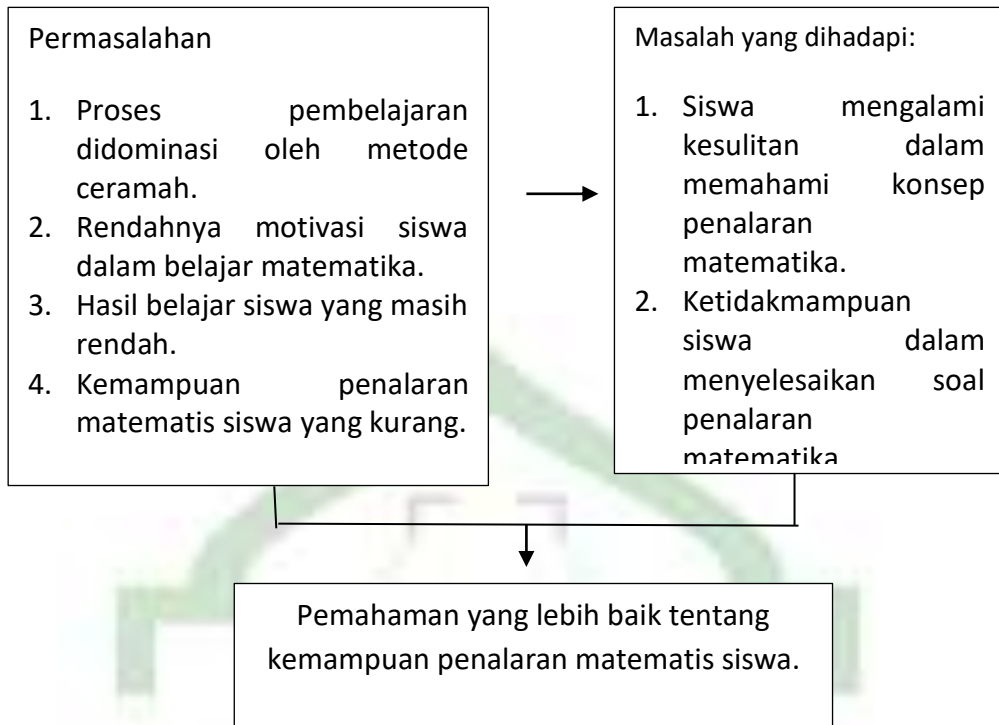 Permasalahan
1. Proses pembelajaran
didominasi oleh metode
ceramah.
2. Rendahnya motivasi siswa
dalam belajar matematika.
3. Hasil belajar siswa yang masih
rendah.
4. Kemampuan penalaran
matematis siswa yang kurang.
Masalah yang dihadapi:
1. Siswa mengalami
kesulitan dalam
memahami konsep
penalaran
matematika.
2. Ketidakmampuan
siswa dalam
menyelesaikan soal
penalaran
matematika
Pemahaman yang lebih baik tentang
kemampuan penalaran matematis siswa.